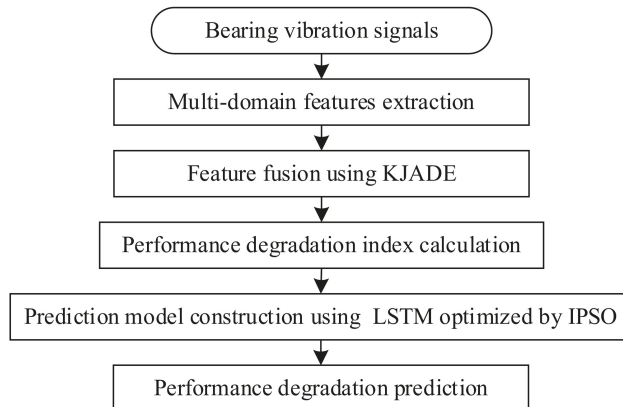 Bearing vibration signals
Multi-domain features extraction
Feature fusion using KJADE
Performance degradation index calculation
Prediction model construction using LSTM optimized by IPSO
Performance degradation prediction